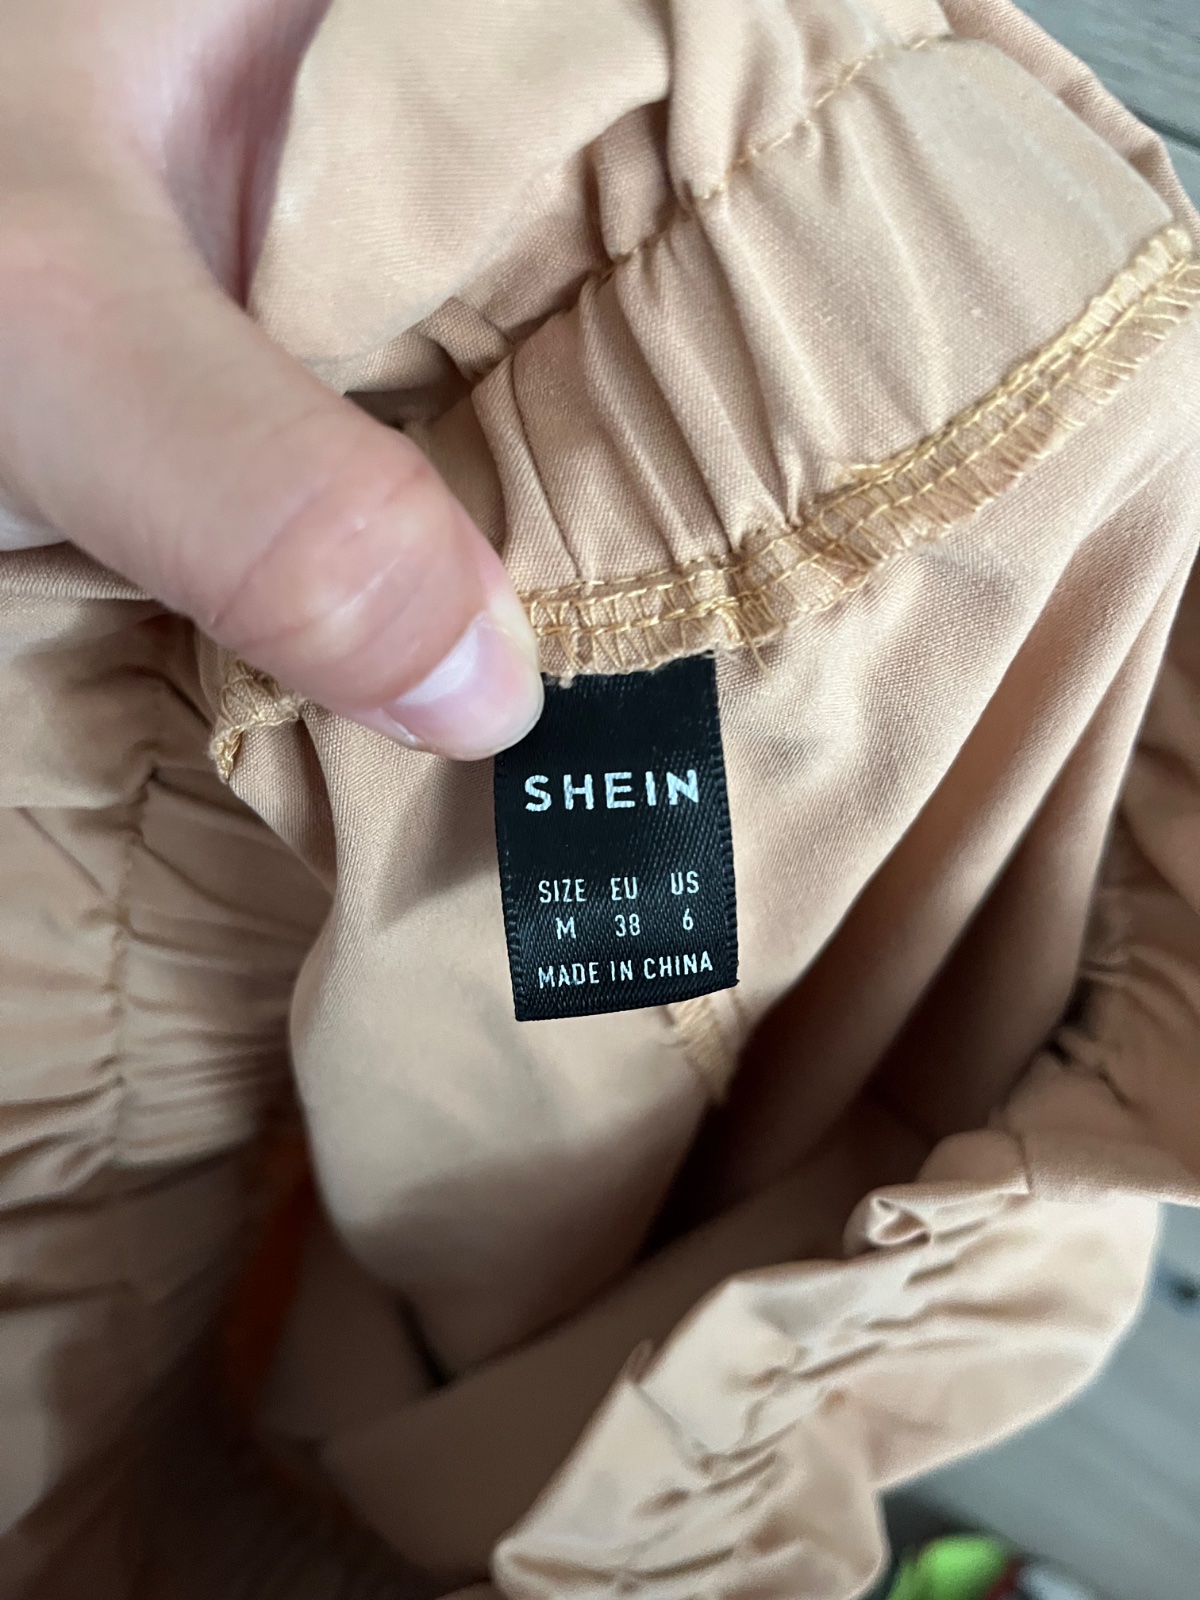 SHEIN
SIZE EU US
M 38 6
MADE IN CHINA